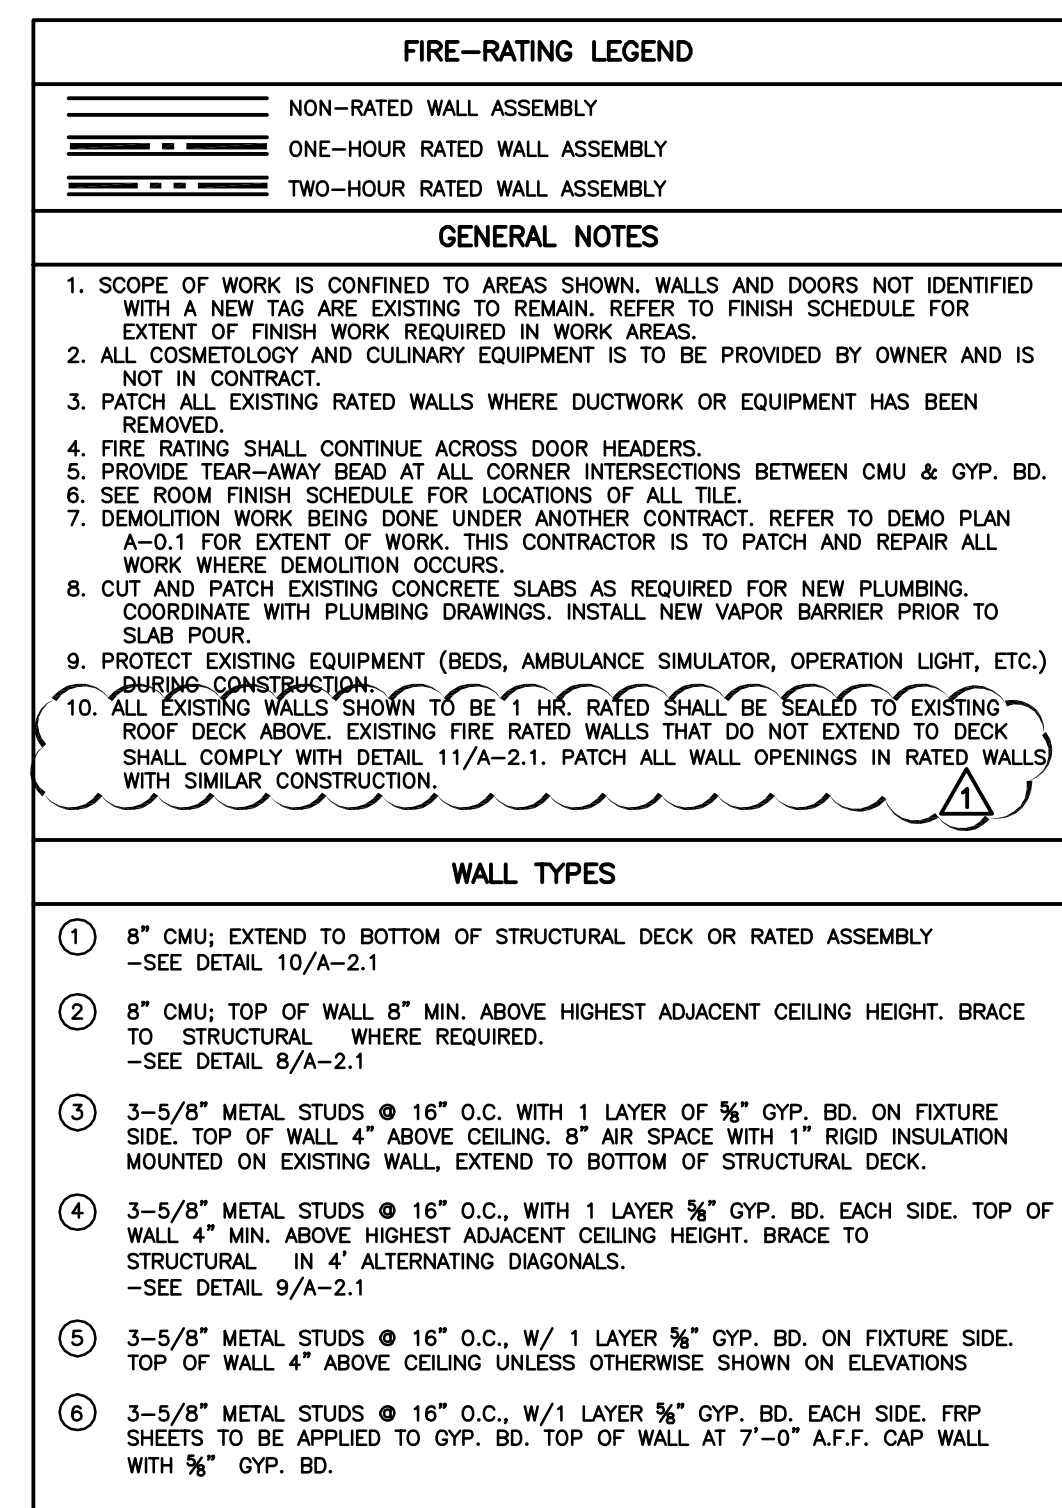 FIRE-RATING LEGEND
NON-RATED WALL ASSEMBLY
ONE-HOUR RATED WALL ASSEMBLY
TWO-HOUR RATED WALL ASSEMBLY
GENERAL NOTES
1. SCOPE OF WORK IS CONFINED TO AREAS SHOWN. WALLS AND DOORS NOT IDENTIFIED
WITH A NEW TAG ARE EXISTING TO REMAIN. REFER TO FINISH SCHEDULE FOR
EXTENT OF FINISH WORK REQUIRED IN WORK AREAS.
2. ALL COSMETOLOGY AND CULINARY EQUIPMENT IS TO BE PROVIDED BY OWNER AND IS
NOT IN CONTRACT.
3. PATCH ALL EXISTING RATED WALLS WHERE DUCTWORK OR EQUIPMENT HAS BEEN
REMOVED.
4. FIRE RATING SHALL CONTINUE ACROSS DOOR HEADERS.
5. PROVIDE TEAR-AWAY BEAD AT ALL CORNER INTERSECTIONS BETWEEN CMU & GYP. BD.
6. SEE ROOM FINISH SCHEDULE FOR LOCATIONS OF ALL TILE.
7. DEMOLITION WORK BEING DONE UNDER ANOTHER CONTRACT. REFER TO DEMO PLAN
A-0.1 FOR EXTENT OF WORK. THIS CONTRACTOR IS TO PATCH AND REPAIR ALL
WORK WHERE DEMOLITION OCCURS.
8. CUT AND PATCH EXISTING CONCRETE SLABS AS REQUIRED FOR NEW PLUMBING.
COORDINATE WITH PLUMBING DRAWINGS. INSTALL NEW VAPOR BARRIER PRIOR TO
SLAB POUR.
9. PROTECT EXISTING EQUIPMENT (BEDS, AMBULANCE SIMULATOR, OPERATION LIGHT, ETC.)
DURING CONSTRUCTION.
10. ALL EXISTING WALLS SHOWN TO BE 1 HR. RATED SHALL BE SEALED TO EXISTING
ROOF DECK ABOVE. EXISTING FIRE RATED WALLS THAT DO NOT EXTEND TO DECK
SHALL COMPLY WITH DETAIL 11/A-2.1. PATCH ALL WALL OPENINGS IN RATED WALLS
WITH SIMILAR CONSTRUCTION.
1
WALL TYPES
1 8" CMU; EXTEND TO BOTTOM OF STRUCTURAL DECK OR RATED ASSEMBLY
-SEE DETAIL 10/A-2.1
2 8" CMU; TOP OF WALL 8" MIN. ABOVE HIGHEST ADJACENT CEILING HEIGHT. BRACE
TO STRUCTURAL WHERE REQUIRED.
-SEE DETAIL 8/A-2.1
3 3-5/8" METAL STUDS @ 16" O.C. WITH 1 LAYER OF ⅝" GYP. BD. ON FIXTURE
SIDE. TOP OF WALL 4" ABOVE CEILING. 8" AIR SPACE WITH 1" RIGID INSULATION
MOUNTED ON EXISTING WALL, EXTEND TO BOTTOM OF STRUCTURAL DECK.
4 3-5/8" METAL STUDS @ 16" O.C., WITH 1 LAYER ⅝" GYP. BD. EACH SIDE. TOP OF
WALL 4" MIN. ABOVE HIGHEST ADJACENT CEILING HEIGHT. BRACE TO
STRUCTURAL IN 4' ALTERNATING DIAGONALS.
-SEE DETAIL 9/A-2.1
5 3-5/8" METAL STUDS @ 16" O.C., W/ 1 LAYER ⅝" GYP. BD. ON FIXTURE SIDE.
TOP OF WALL 4" ABOVE CEILING UNLESS OTHERWISE SHOWN ON ELEVATIONS
6 3-5/8" METAL STUDS @ 16" O.C., W/1 LAYER ⅝" GYP. BD. EACH SIDE. FRP
SHEETS TO BE APPLIED TO GYP. BD. TOP OF WALL AT 7'-0" A.F.F. CAP WALL
WITH ⅝" GYP. BD.